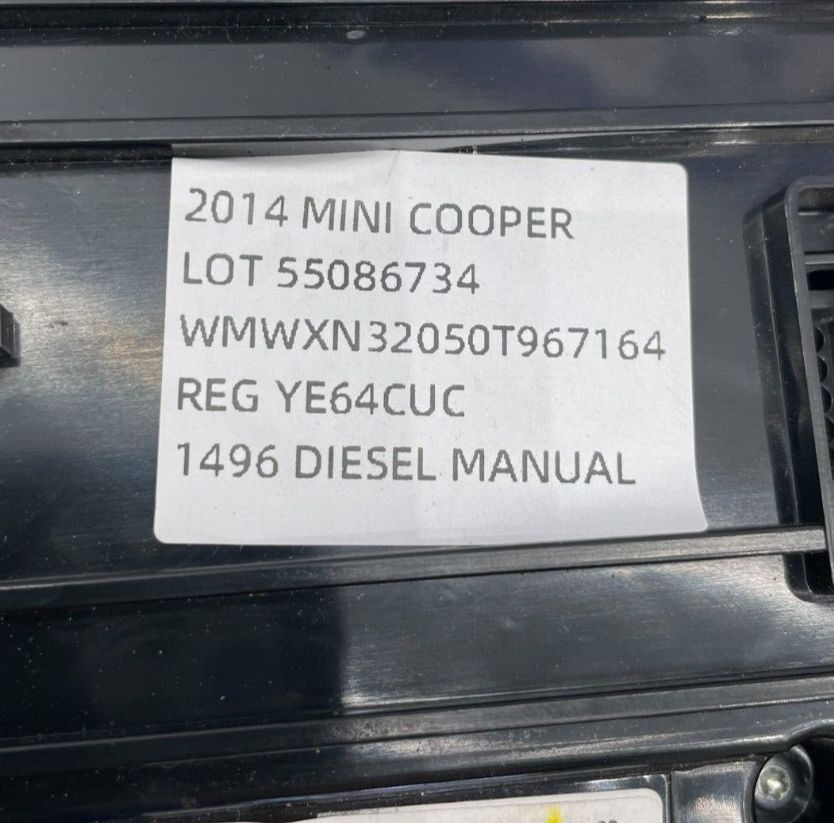 2014 MINI COOPER
LOT 55086734
WMWXN32050T967164
REG YE64CUC
1496 DIESEL MANUAL